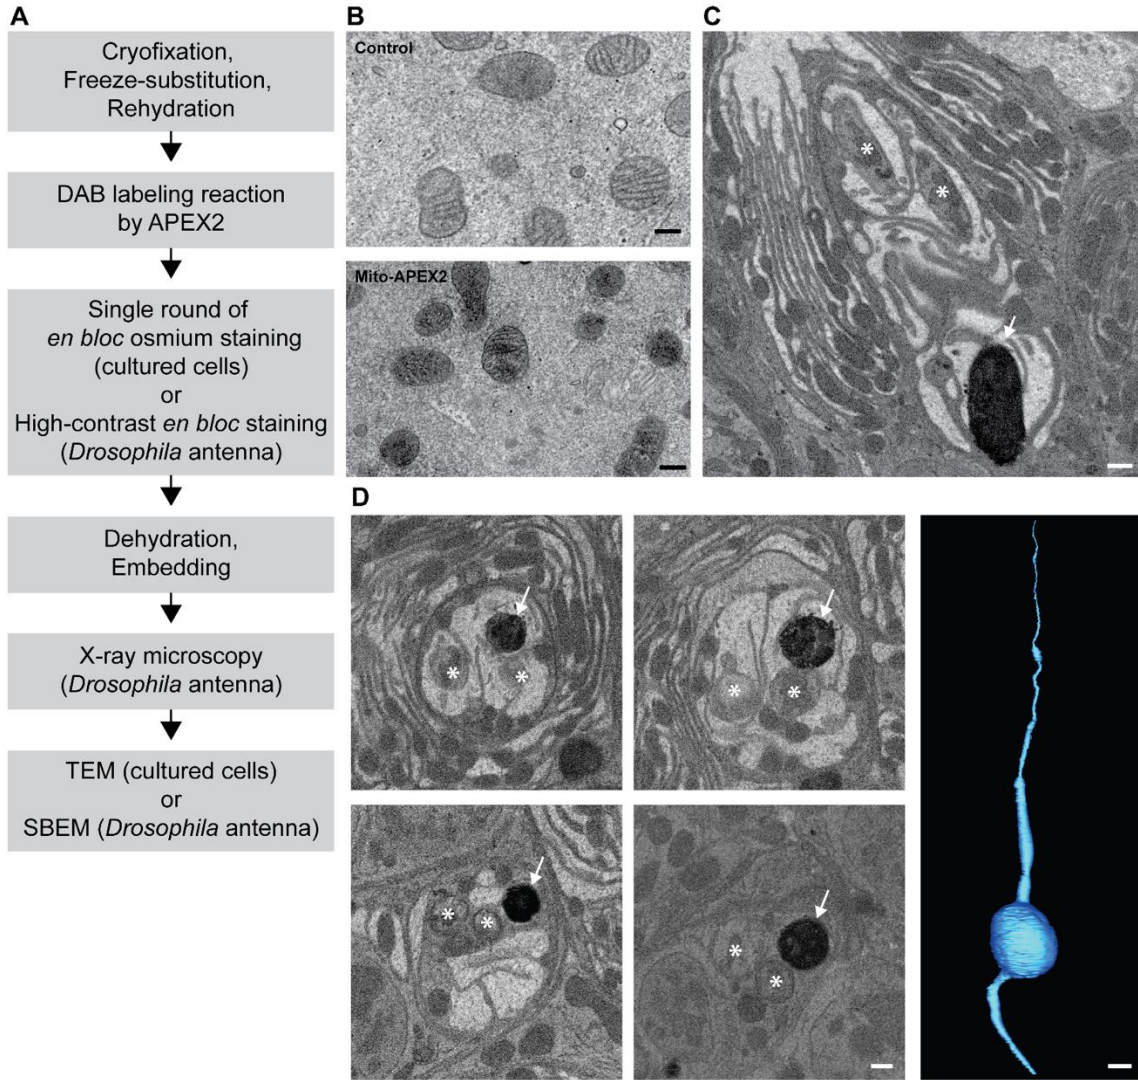 A
Cryofixation,
Freeze-substitution,
Rehydration
DAB labeling reaction
by APEX2
Single round of
en bloc osmium staining
(cultured cells)
or
High-contrast en bloc staining
(Drosophila antenna)
Dehydration,
Embedding
X-ray microscopy
(Drosophila antenna)
TEM (cultured cells)
or
SBEM (Drosophila antenna)
B
Control
Mito-APEX2
C
*
*
D
*
*
*
*
*
*
*
*